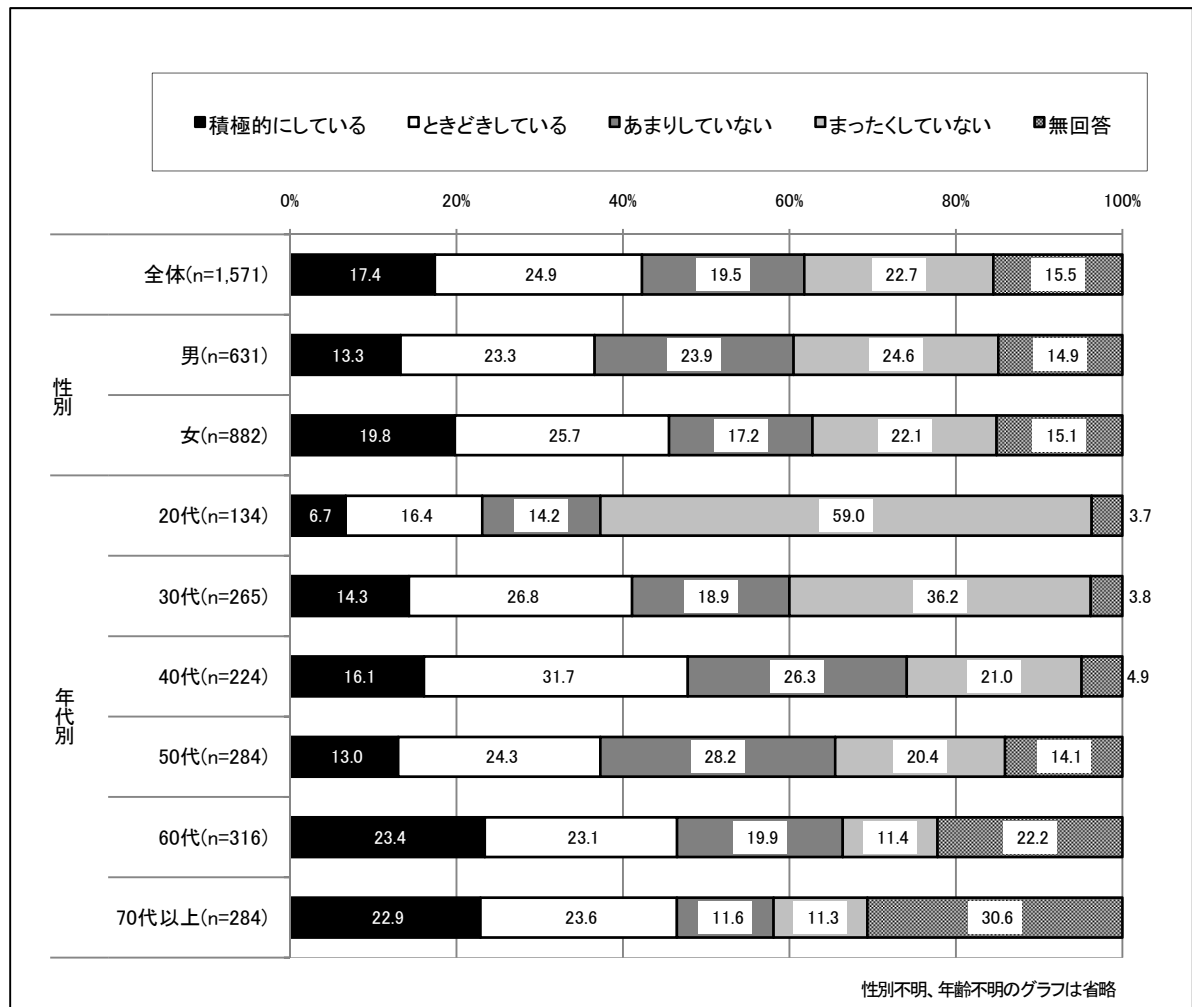 ■積極的にしている □ときどきしている ■あまりしていない ■まったくしていない ■無回答
0% 20% 40% 60% 80% 100%
全体(n=1,571) 17.4 24.9 19.5 22.7 15.5
性別
男(n=631) 13.3 23.3 23.9 24.6 14.9
女(n=882) 19.8 25.7 17.2 22.1 15.1
年代別
20代(n=134) 6.7 16.4 14.2 59.0 3.7
30代(n=265) 14.3 26.8 18.9 36.2 3.8
40代(n=224) 16.1 31.7 26.3 21.0 4.9
50代(n=284) 13.0 24.3 28.2 20.4 14.1
60代(n=316) 23.4 23.1 19.9 11.4 22.2
70代以上(n=284) 22.9 23.6 11.6 11.3 30.6
性別不明、年齢不明のグラフは省略